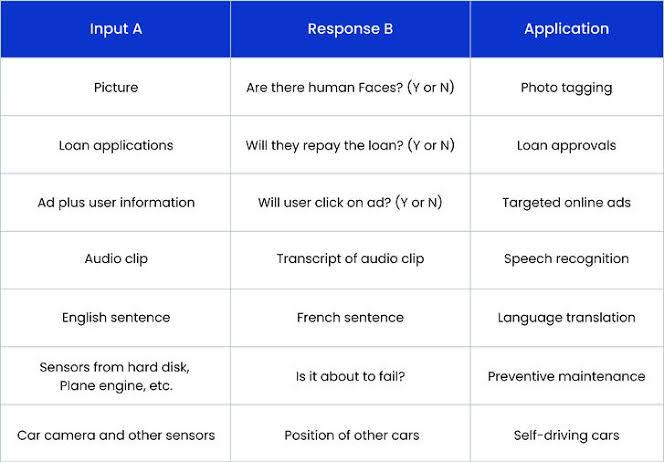 Input A
Response B
Application
Picture
Are there human Faces? (Y or N)
Photo tagging
Loan applications
Will they repay the loan? (Y or N)
Loan approvals
Ad plus user information
Will user click on ad? (Y or N)
Targeted online ads
Audio clip
Transcript of audio clip
Speech recognition
English sentence
French sentence
Language translation
Sensors from hard disk,
Plane engine, etc.
Is it about to fail?
Preventive maintenance
Car camera and other sensors
Position of other cars
Self-driving cars